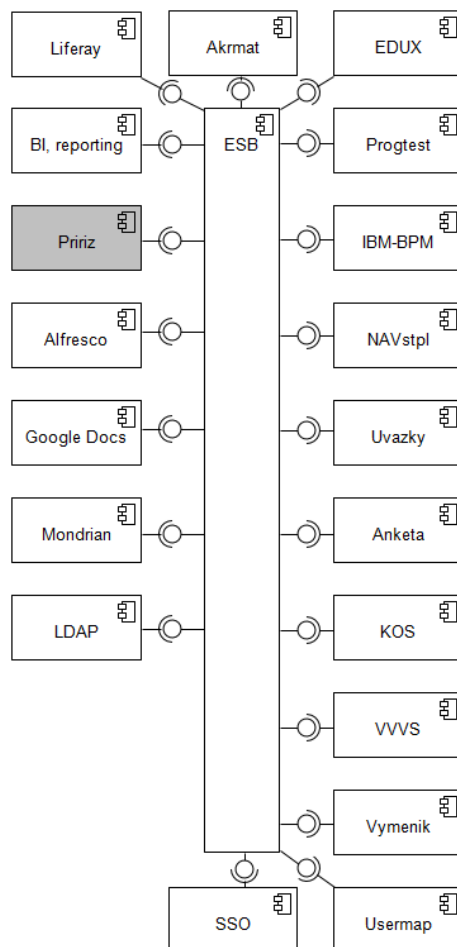 Liferay
Akrmat
EDUX
BI, reporting
ESB
Progtest
Pririz
IBM-BPM
Alfresco
NAVstpl
Google Docs
Uvazky
Mondrian
Anketa
LDAP
KOS
VVVS
Vymenik
SSO
Usermap